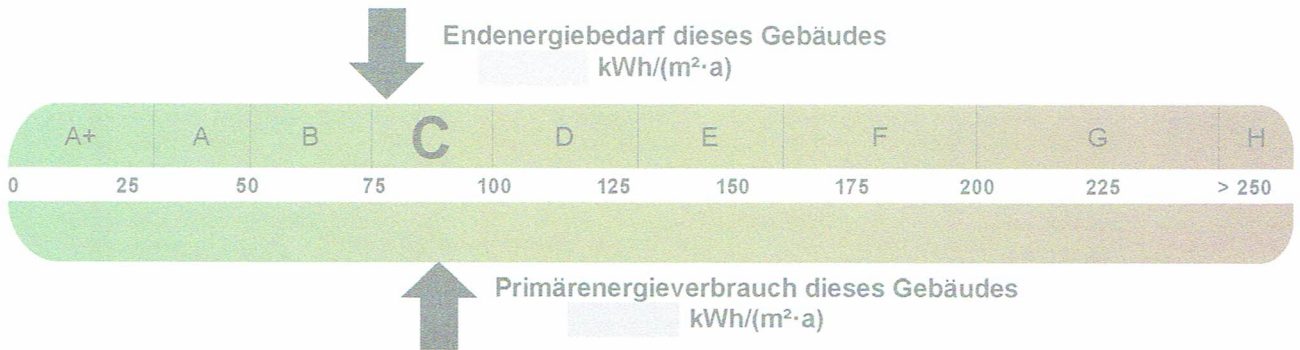 Endenergiebedarf dieses Gebäudes
kWh/(m²·a)
A+ A B C D E F G H
0 25 50 75 100 125 150 175 200 225 > 250
Primärenergieverbrauch dieses Gebäudes
kWh/(m²·a)